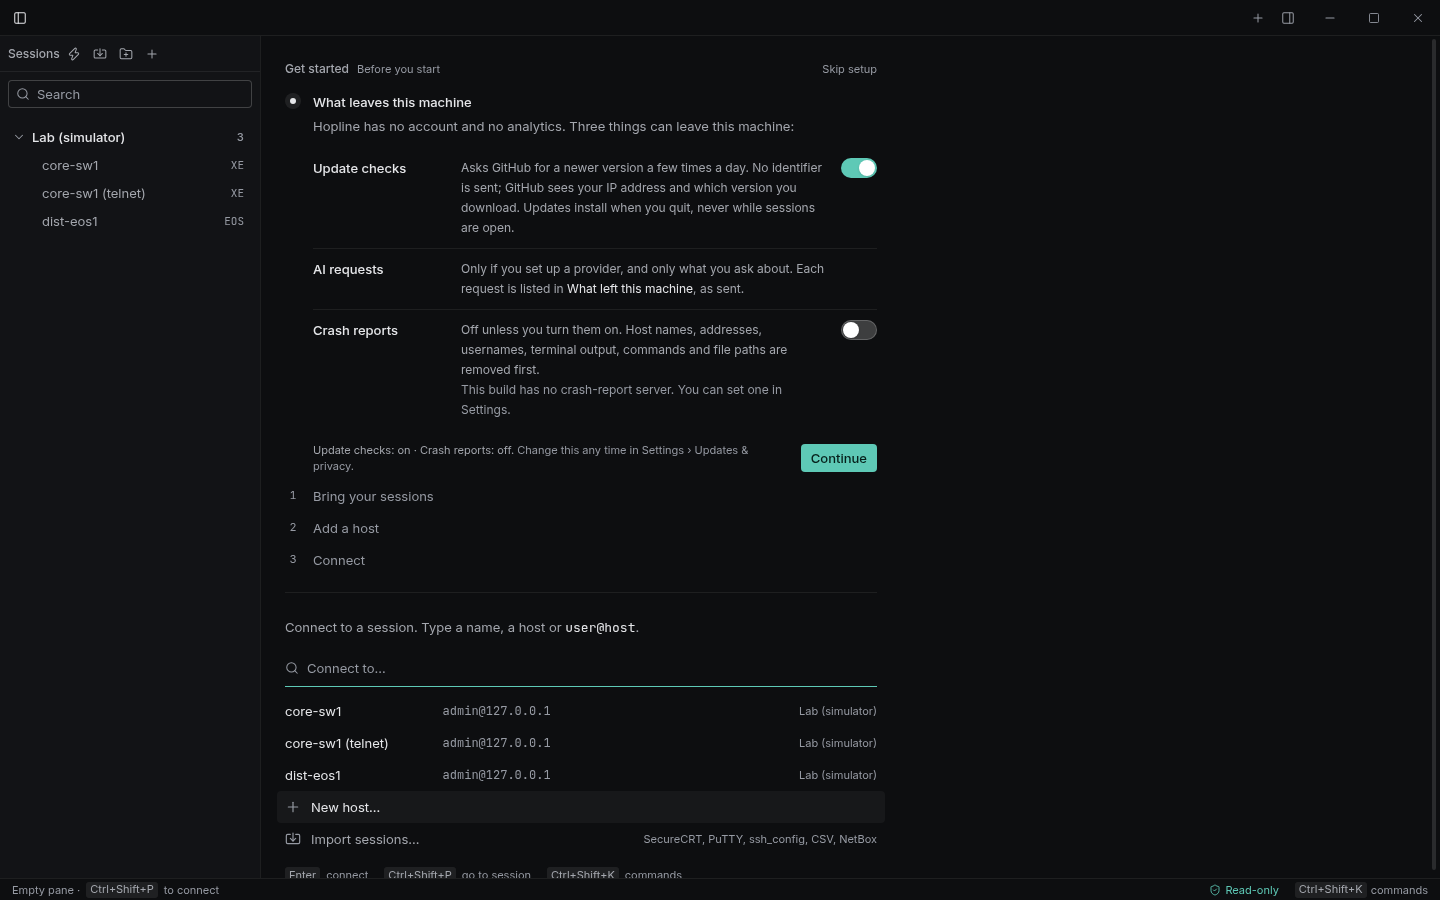 Sessions
Search
Lab (simulator) 3
core-sw1 XE
core-sw1 (telnet) XE
dist-eos1 EOS
Get started Before you start Skip setup
What leaves this machine
Hopline has no account and no analytics. Three things can leave this machine:
Update checks
Asks GitHub for a newer version a few times a day. No identifier
is sent; GitHub sees your IP address and which version you
download. Updates install when you quit, never while sessions
are open.
AI requests
Only if you set up a provider, and only what you ask about. Each
request is listed in What left this machine, as sent.
Crash reports
Off unless you turn them on. Host names, addresses,
usernames, terminal output, commands and file paths are
removed first.
This build has no crash-report server. You can set one in
Settings.
Update checks: on · Crash reports: off. Change this any time in Settings › Updates &
privacy.
Continue
1 Bring your sessions
2 Add a host
3 Connect
Connect to a session. Type a name, a host or user@host.
Connect to...
core-sw1 admin@127.0.0.1 Lab (simulator)
core-sw1 (telnet) admin@127.0.0.1 Lab (simulator)
dist-eos1 admin@127.0.0.1 Lab (simulator)
New host...
Import sessions... SecureCRT, PuTTY, ssh_config, CSV, NetBox
Enter connect Ctrl+Shift+P go to session Ctrl+Shift+K commands
Empty pane · Ctrl+Shift+P to connect
Read-only Ctrl+Shift+K commands